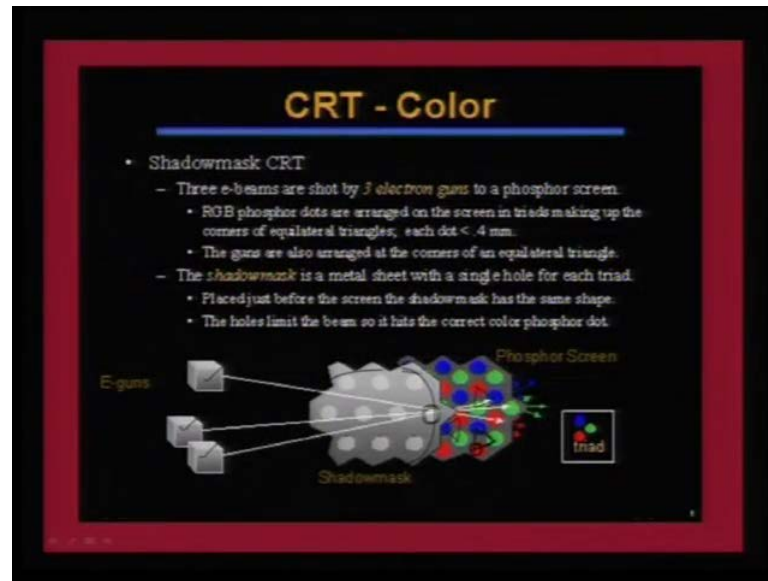 CRT - Color
• Shadowmask CRT
– Three e-beams are shot by 3 electron guns to a phosphor screen.
• RGB phosphor dots are arranged on the screen in triads making up the
corners of equilateral triangles; each dot < .4 mm.
• The guns are also arranged at the corners of an equilateral triangle.
– The shadowmask is a metal sheet with a single hole for each triad.
• Placed just before the screen the shadowmask has the same shape.
• The holes limit the beam so it hits the correct color phosphor dot.
Phosphor Screen
E-guns
triad
Shadowmask